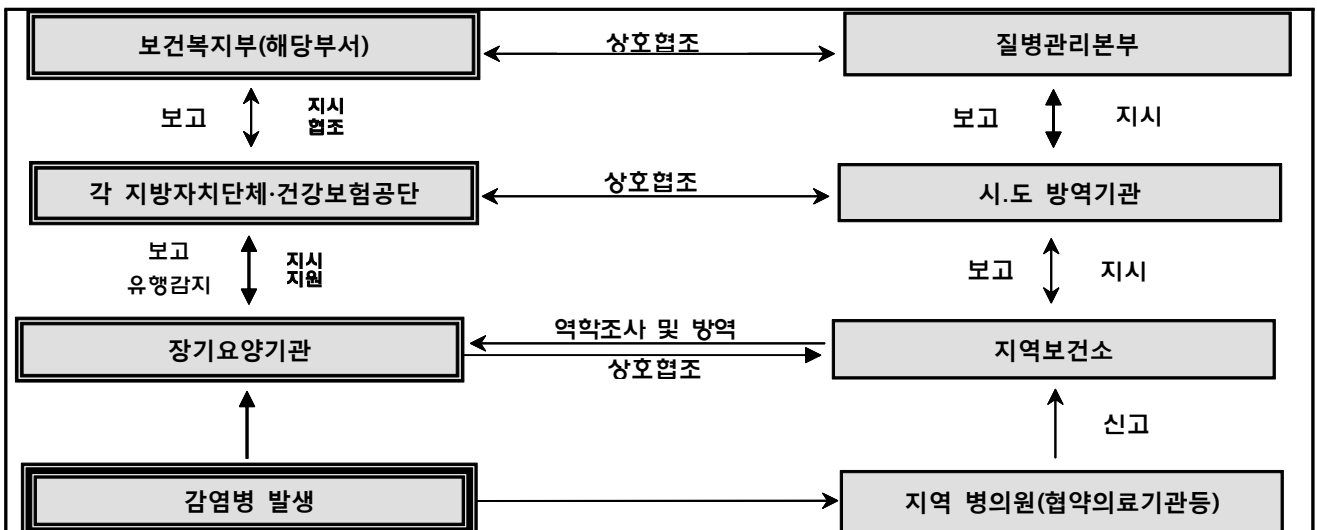 보건복지부(해당부서)
상호협조
질병관리본부
보고
지시
협조
보고
지시
각 지방자치단체·건강보험공단
상호협조
시.도 방역기관
보고
유행감지
지시
지원
보고
지시
장기요양기관
역학조사 및 방역
상호협조
지역보건소
신고
감염병 발생
지역 병의원(협약의료기관등)